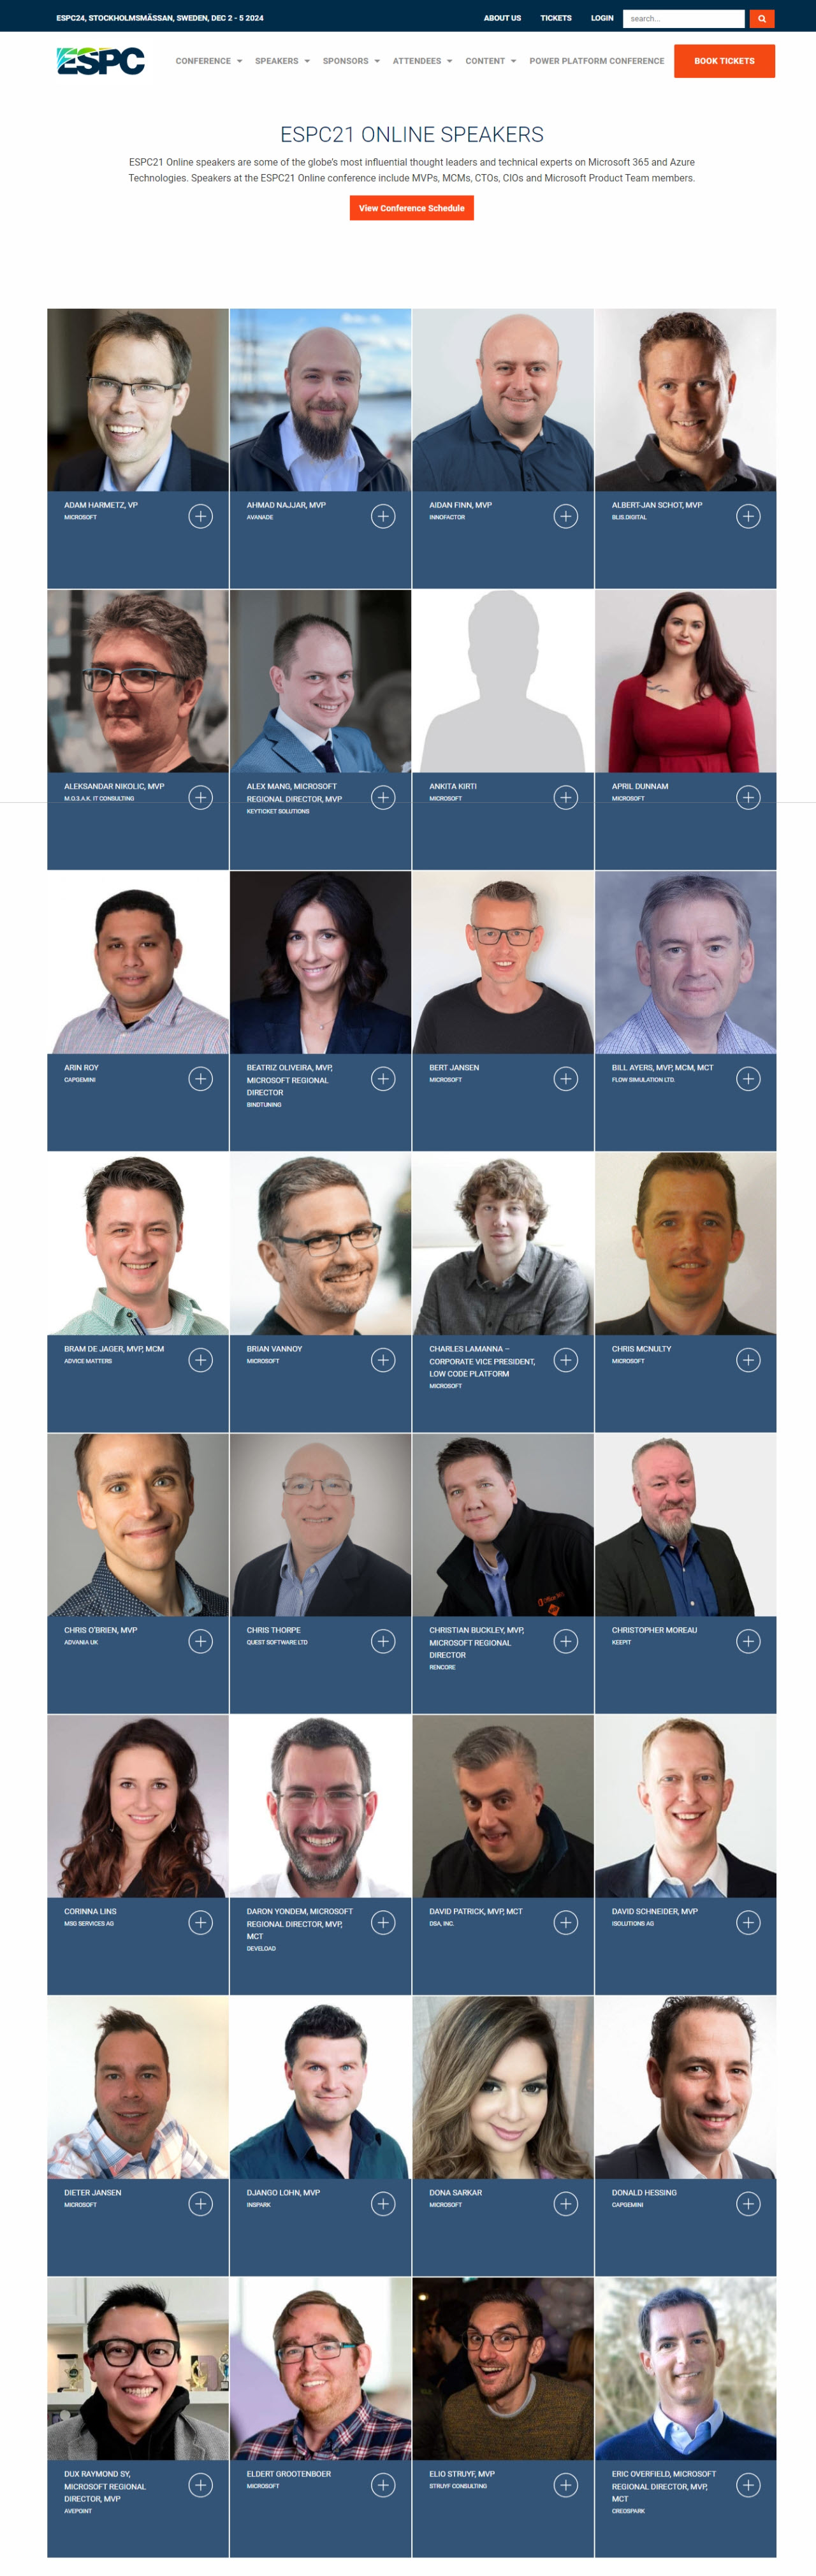 ESPC24, STOCKHOLMSMÄSSAN, SWEDEN, DEC 2 - 5 2024
ABOUT US TICKETS LOGIN search...
ESPC
CONFERENCE SPEAKERS SPONSORS ATTENDEES CONTENT POWER PLATFORM CONFERENCE BOOK TICKETS
ESPC21 ONLINE SPEAKERS
ESPC21 Online speakers are some of the globe's most influential thought leaders and technical experts on Microsoft 365 and Azure
Technologies. Speakers at the ESPC21 Online conference include MVPs, MCMs, CTOs, CIOs and Microsoft Product Team members.
View Conference Schedule
ADAM HARMETZ, VP
MICROSOFT
AHMAD NAJJAR, MVP
AVANADE
AIDAN FINN, MVP
INNOFACTOR
ALBERT-JAN SCHOT, MVP
BLIS.DIGITAL
ALEKSANDAR NIKOLIC, MVP
M.O.3.A.K. IT CONSULTING
ALEX MANG, MICROSOFT
REGIONAL DIRECTOR, MVP
KEYTICKET SOLUTIONS
ANKITA KIRTI
MICROSOFT
APRIL DUNNAM
MICROSOFT
ARIN ROY
CAPGEMINI
BEATRIZ OLIVEIRA, MVP,
MICROSOFT REGIONAL
DIRECTOR
BINDTUNING
BERT JANSEN
MICROSOFT
BILL AYERS, MVP, MCM, MCT
FLOW SIMULATION LTD.
BRAM DE JAGER, MVP, MCM
ADVICE MATTERS
BRIAN VANNOY
MICROSOFT
CHARLES LAMANNA –
CORPORATE VICE PRESIDENT,
LOW CODE PLATFORM
MICROSOFT
CHRIS MCNULTY
MICROSOFT
CHRIS O'BRIEN, MVP
ADVANIA UK
CHRIS THORPE
QUEST SOFTWARE LTD
Office 365
CHRISTIAN BUCKLEY, MVP,
MICROSOFT REGIONAL
DIRECTOR
RENCORE
CHRISTOPHER MOREAU
KEEPIT
CORINNA LINS
MSG SERVICES AG
DARON YONDEM, MICROSOFT
REGIONAL DIRECTOR, MVP,
MCT
DEVELOAD
DAVID PATRICK, MVP, MCT
DSA, INC.
DAVID SCHNEIDER, MVP
ISOLUTIONS AG
DIETER JANSEN
MICROSOFT
DJANGO LOHN, MVP
INSPARK
DONA SARKAR
MICROSOFT
DONALD HESSING
CAPGEMINI
DUX RAYMOND SY,
MICROSOFT REGIONAL
DIRECTOR, MVP
AVEPOINT
ELDERT GROOTENBOER
MICROSOFT
ELIO STRUYF, MVP
STRUYF CONSULTING
ERIC OVERFIELD, MICROSOFT
REGIONAL DIRECTOR, MVP,
MCT
CREOSPARK